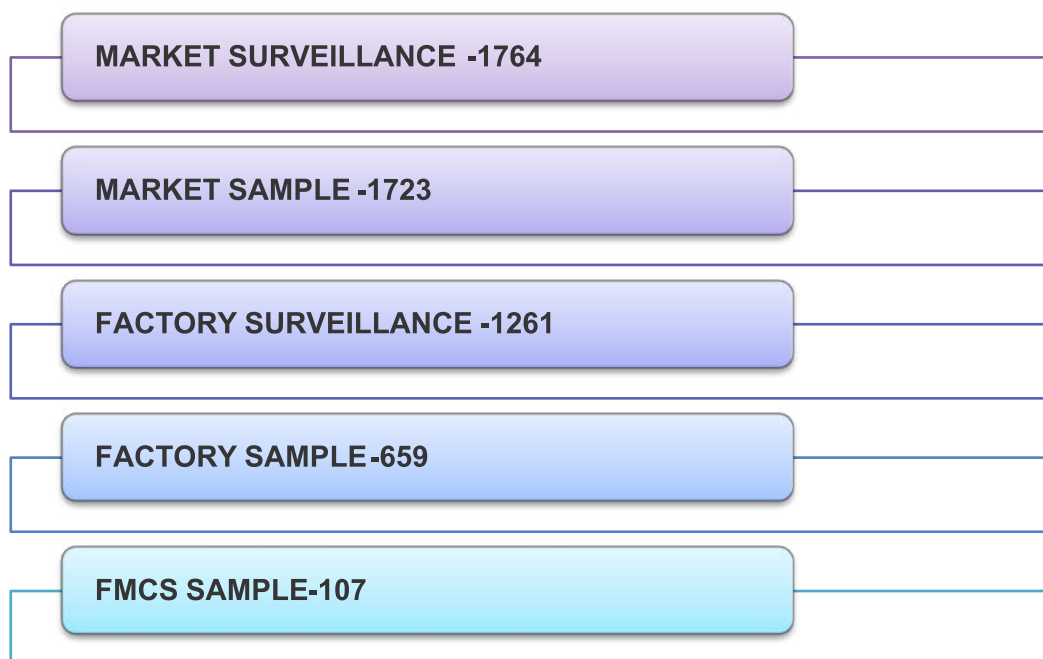 MARKET SURVEILLANCE -1764
MARKET SAMPLE -1723
FACTORY SURVEILLANCE -1261
FACTORY SAMPLE-659
FMCS SAMPLE-107